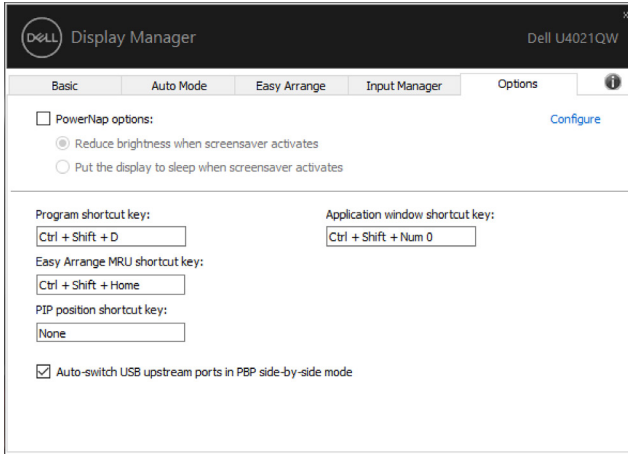 DELL Display Manager
Dell U4021QW
Basic Auto Mode Easy Arrange Input Manager Options
PowerNap options:
Configure
Reduce brightness when screensaver activates
Put the display to sleep when screensaver activates
Program shortcut key:
Application window shortcut key:
Ctrl + Shift + D
Ctrl + Shift + Num 0
Easy Arrange MRU shortcut key:
Ctrl + Shift + Home
PIP position shortcut key:
None
Auto-switch USB upstream ports in PBP side-by-side mode